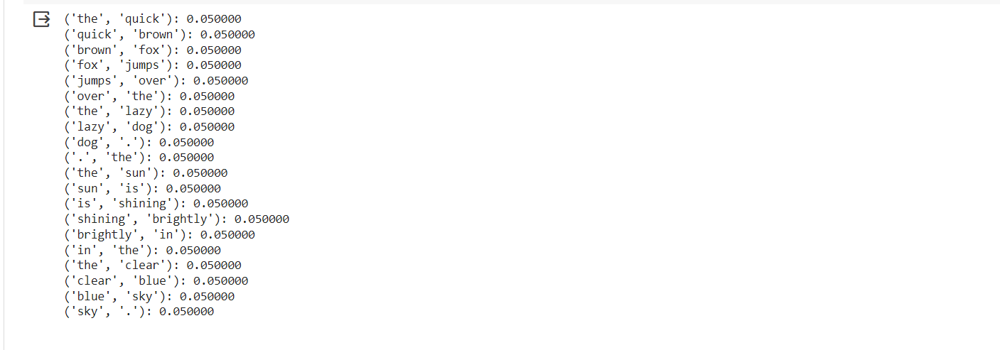 ('the', 'quick'): 0.050000
('quick', 'brown'): 0.050000
('brown', 'fox'): 0.050000
('fox', 'jumps'): 0.050000
('jumps', 'over'): 0.050000
('over', 'the'): 0.050000
('the', 'lazy'): 0.050000
('lazy', 'dog'): 0.050000
('dog', '.'): 0.050000
('.', 'the'): 0.050000
('the', 'sun'): 0.050000
('sun', 'is'): 0.050000
('is', 'shining'): 0.050000
('shining', 'brightly'): 0.050000
('brightly', 'in'): 0.050000
('in', 'the'): 0.050000
('the', 'clear'): 0.050000
('clear', 'blue'): 0.050000
('blue', 'sky'): 0.050000
('sky', '.'): 0.050000